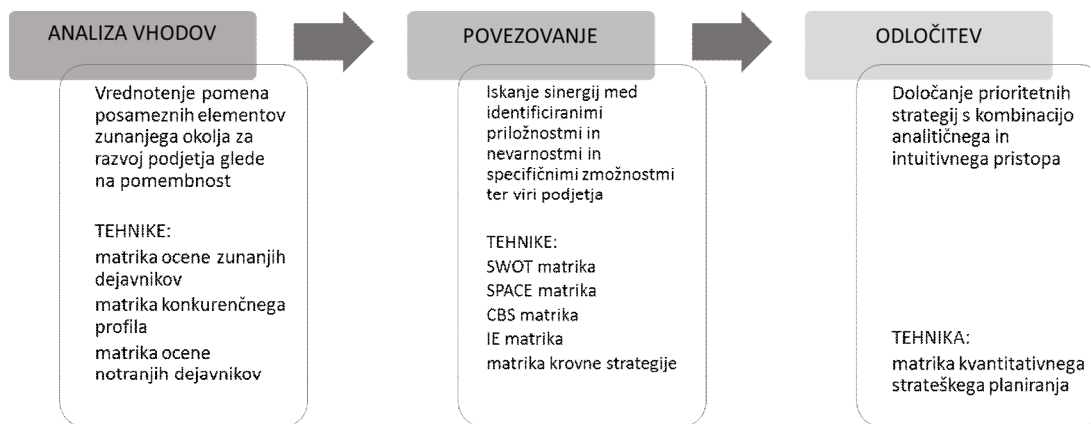 ANALIZA VHODOV
Vrednotenje pomena
posameznih elementov
zunanjega okolja za
razvoj podjetja glede
na pomembnost
TEHNIKE:
matrika ocene zunanjih
dejavnikov
matrika konkurenčnega
profila
matrika ocene
notranjih dejavnikov
POVEZOVANJE
Iskanje sinergij med
identificiranimi
priložnostmi in
nevarnostmi in
specifičnimi zmožnostmi
ter viri podjetja
TEHNIKE:
SWOT matrika
SPACE matrika
CBS matrika
IE matrika
matrika krovne strategije
ODLOČITEV
Določanje prioritetnih
strategij s kombinacijo
analitičnega in
intuitivnega pristopa
TEHNIKA:
matrika kvantitativnega
strateškega planiranja